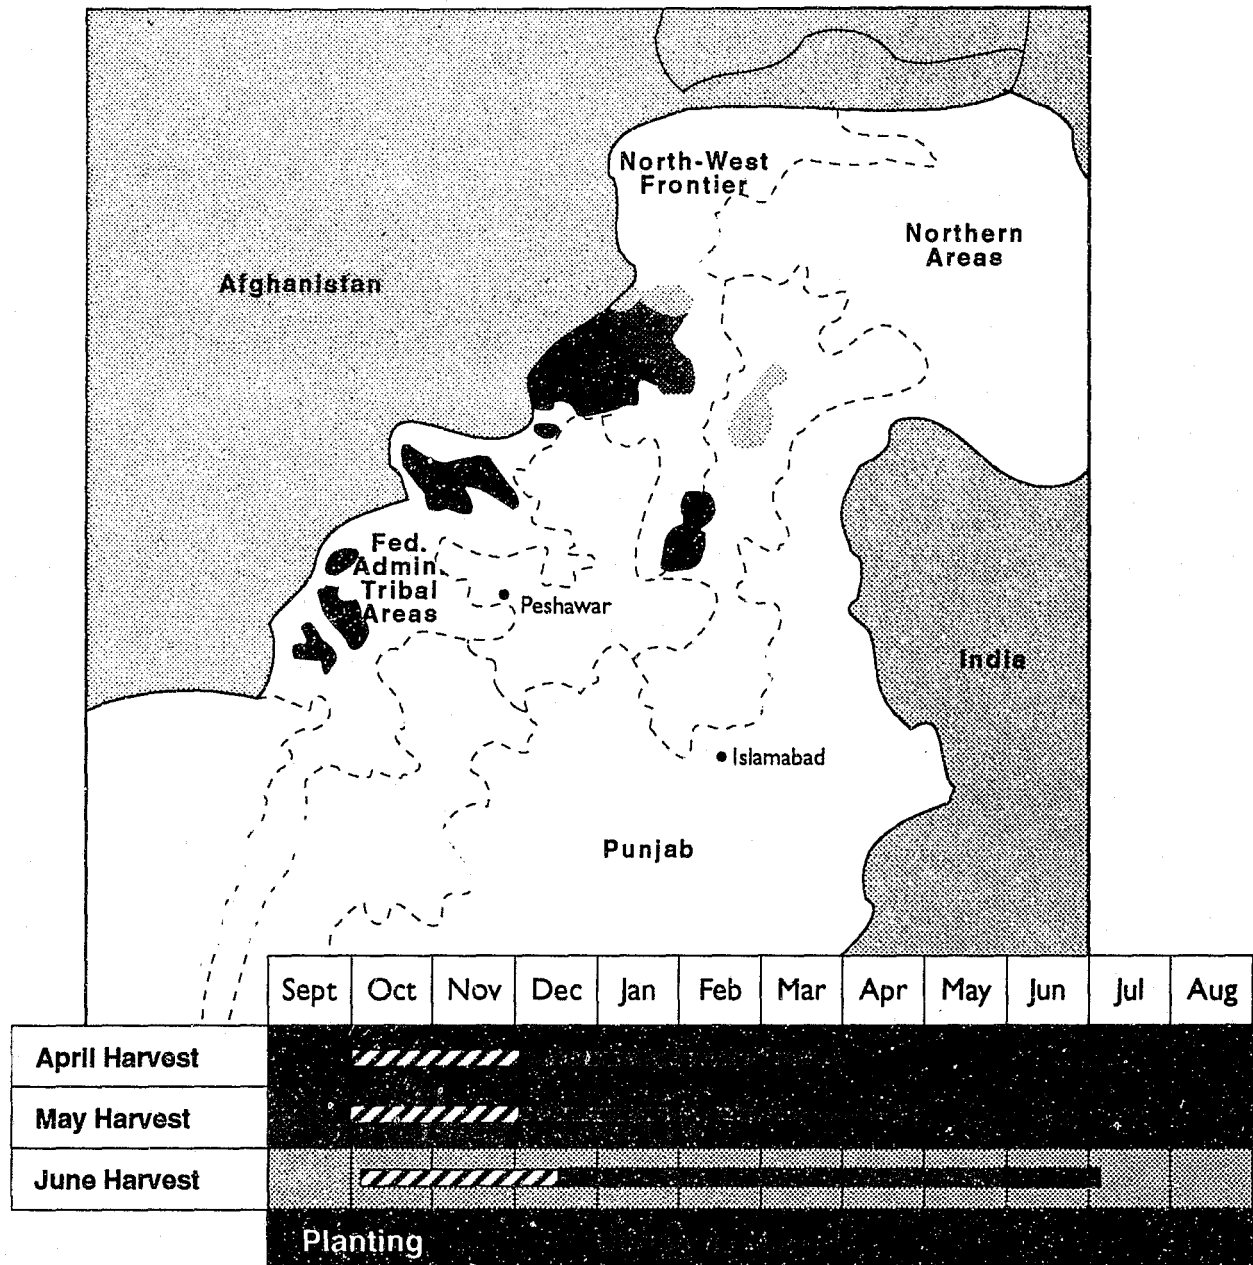 North-West
Frontier
Northern
Areas
Afghanistan
Fed.
Admin.
Tribal
Areas
Peshawar
India
Islamabad
Punjab
Sept Oct Nov Dec Jan Feb Mar Apr May Jun Jul Aug
April Harvest
May Harvest
June Harvest
Planting